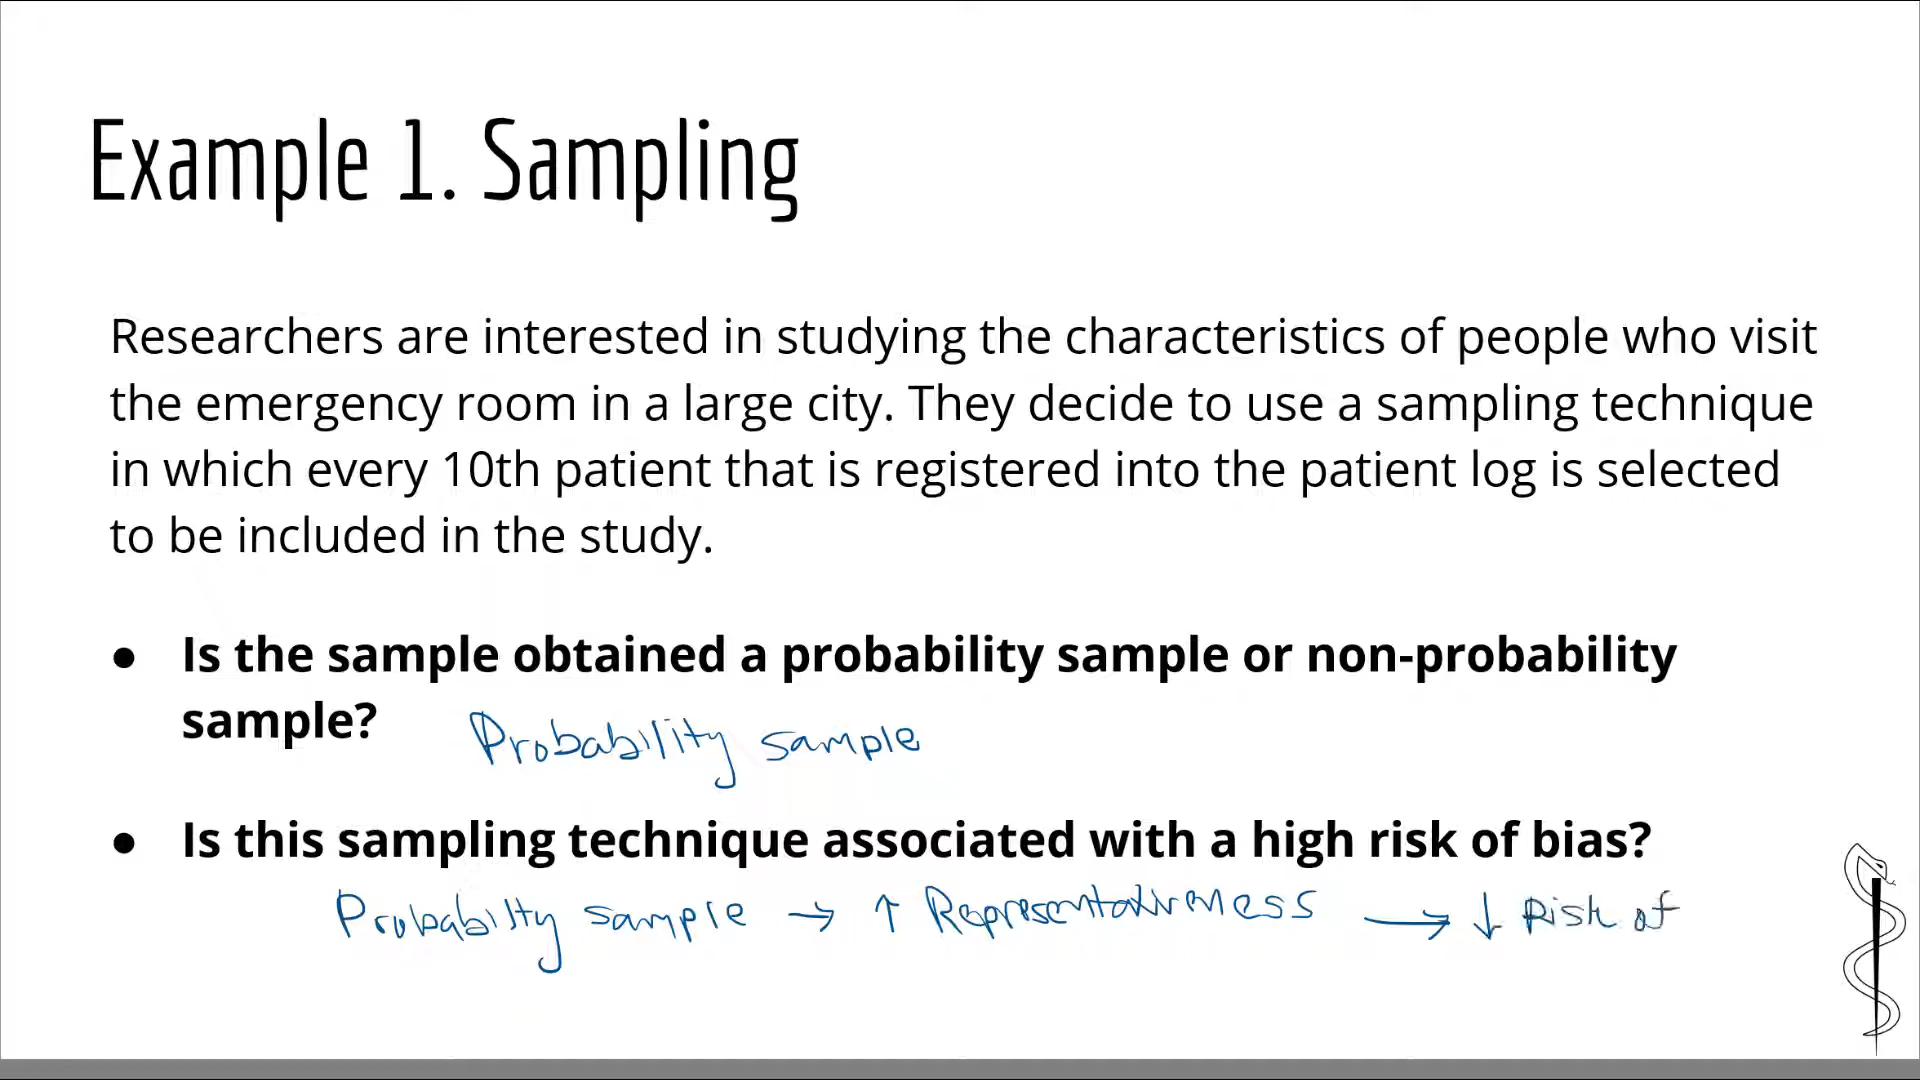 Example 1. Sampling
Researchers are interested in studying the characteristics of people who visit
the emergency room in a large city. They decide to use a sampling technique
in which every 10th patient that is registered into the patient log is selected
to be included in the study.
● Is the sample obtained a probability sample or non-probability
sample? Probability sample
● Is this sampling technique associated with a high risk of bias?
Probability sample → ↑ Representativeness → ↓ Risk of